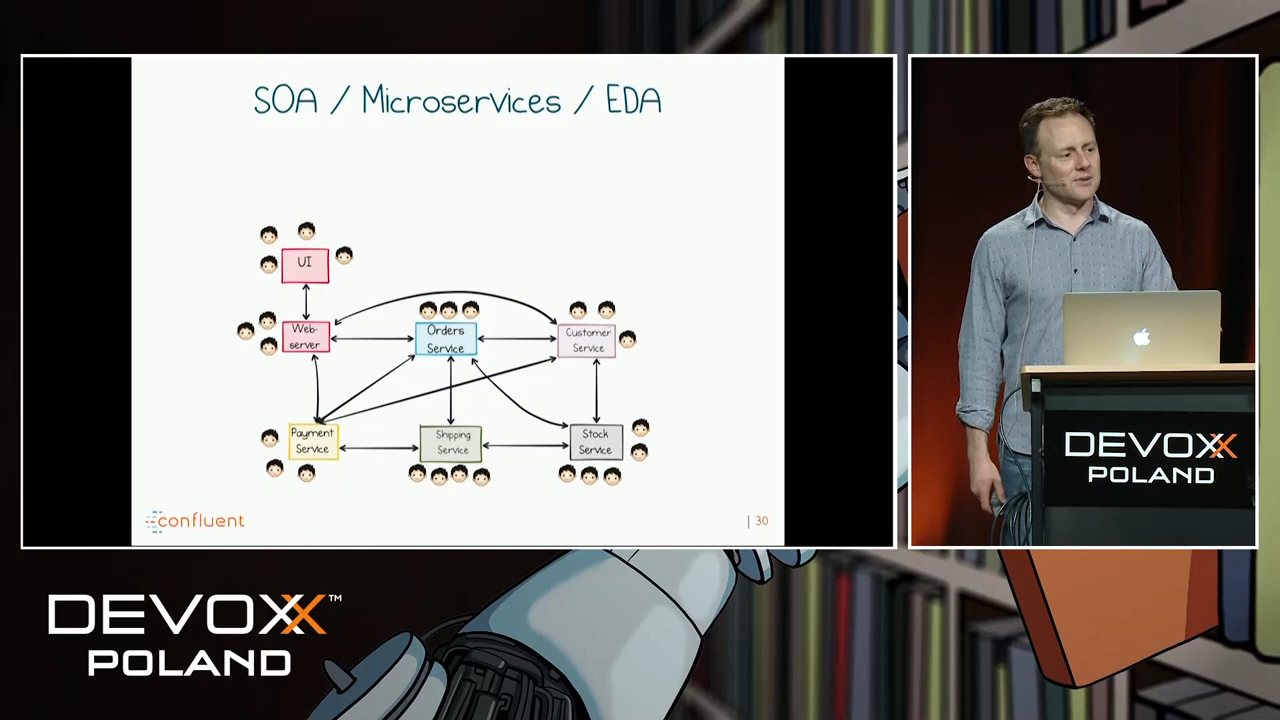 SOA / Microservices / EDA
UI
Web-
server
Orders
Service
Customer
Service
Payment
Service
Shipping
Service
Stock
Service
confluent
| 30
DEVOXX
POLAND
DEVOXX™
POLAND